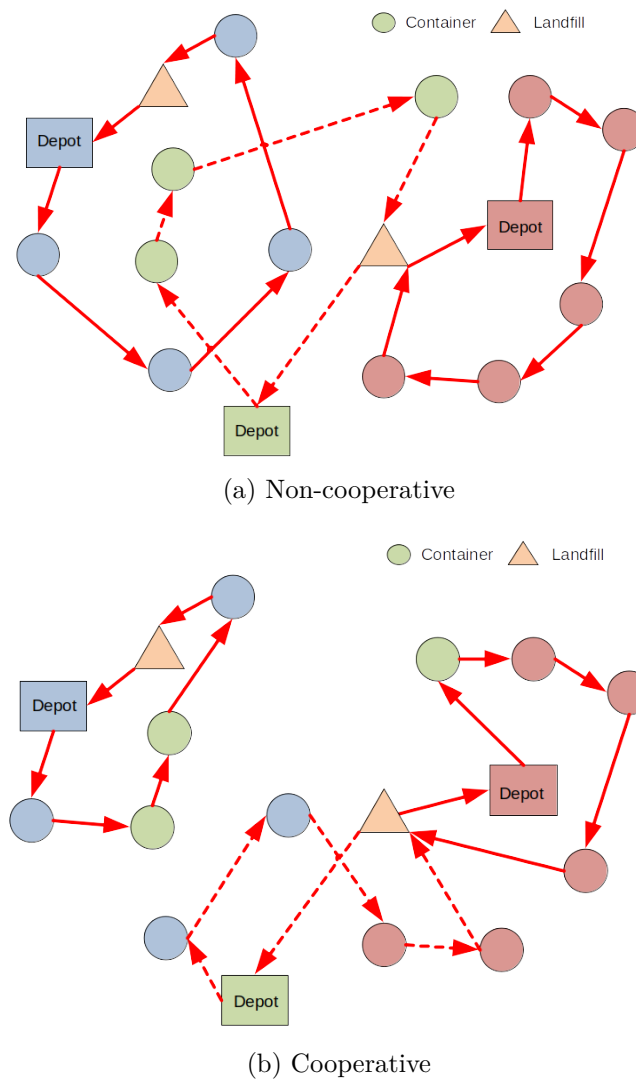 Container Landfill
Depot
Depot
Depot
(a) Non-cooperative
Container Landfill
Depot
Depot
Depot
(b) Cooperative